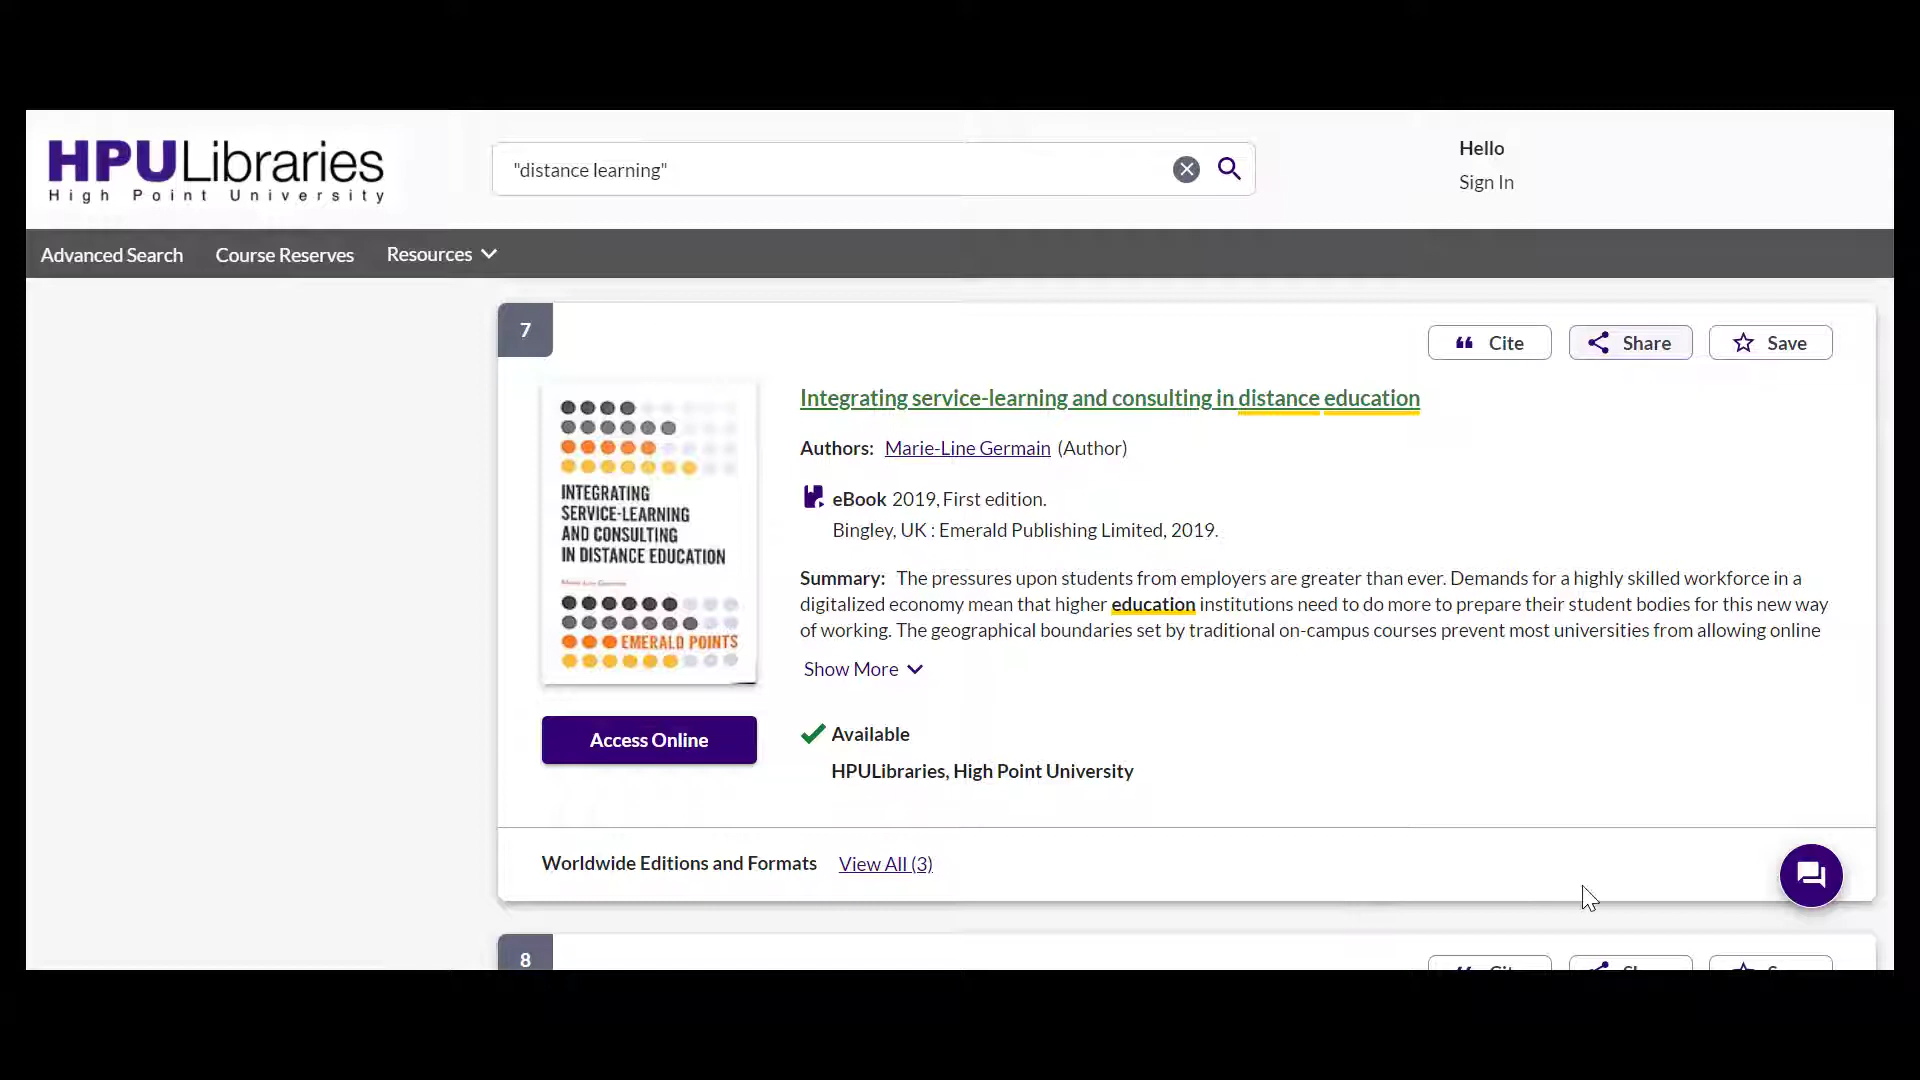 HPULibraries
High Point University
"distance learning"
Hello
Sign In
Advanced Search
Course Reserves
Resources
7
Cite
Share
Save
Integrating service-learning and consulting in distance education
Authors: Marie-Line Germain (Author)
eBook 2019, First edition.
Bingley, UK : Emerald Publishing Limited, 2019.
Summary: The pressures upon students from employers are greater than ever. Demands for a highly skilled workforce in a
digitalized economy mean that higher education institutions need to do more to prepare their student bodies for this new way
of working. The geographical boundaries set by traditional on-campus courses prevent most universities from allowing online
Show More
INTEGRATING
SERVICE-LEARNING
AND CONSULTING
IN DISTANCE EDUCATION
Marie-Line Germain
EMERALD POINTS
Access Online
Available
HPULibraries, High Point University
Worldwide Editions and Formats View All (3)
8